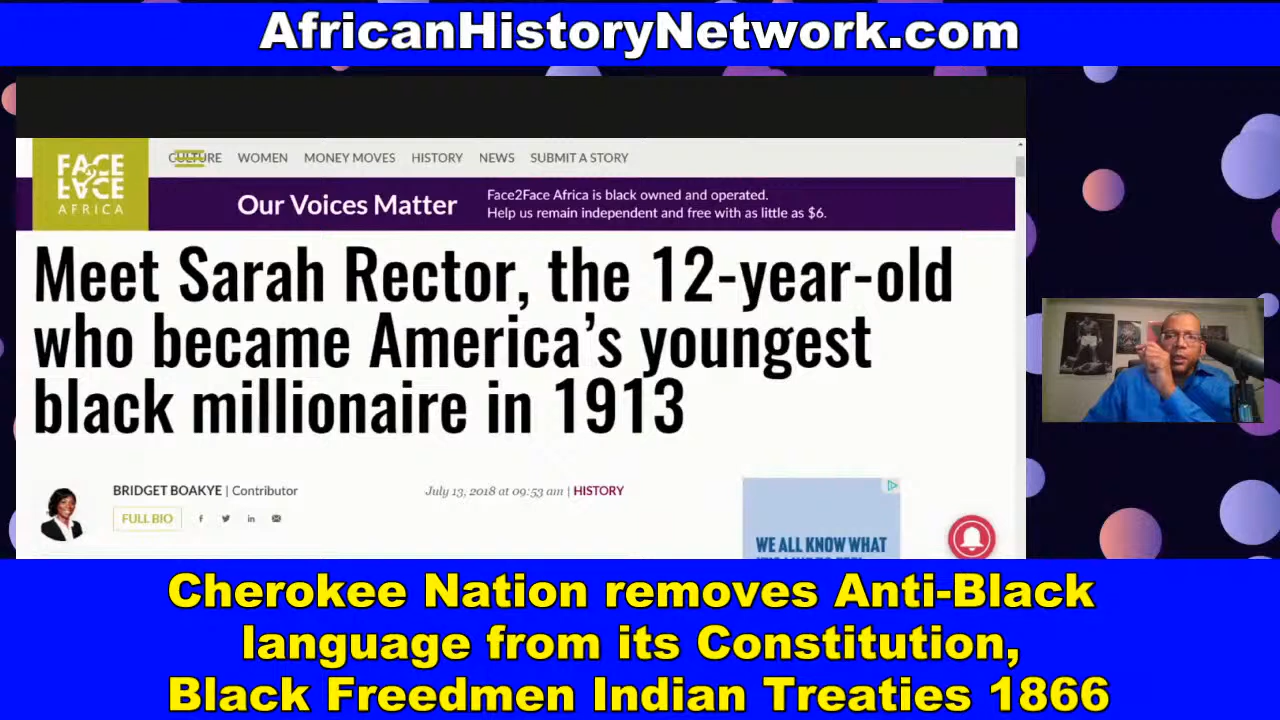 AfricanHistoryNetwork.com
FACE
FACE
AFRICA
CULTURE WOMEN MONEY MOVES HISTORY NEWS SUBMIT A STORY
Our Voices Matter
Face2Face Africa is black owned and operated.
Help us remain independent and free with as little as $6.
Meet Sarah Rector, the 12-year-old
who became America's youngest
black millionaire in 1913
BRIDGET BOAKYE | Contributor
July 13, 2018 at 09:53 am | HISTORY
FULL BIO
WE ALL KNOW WHAT
Cherokee Nation removes Anti-Black
language from its Constitution,
Black Freedmen Indian Treaties 1866